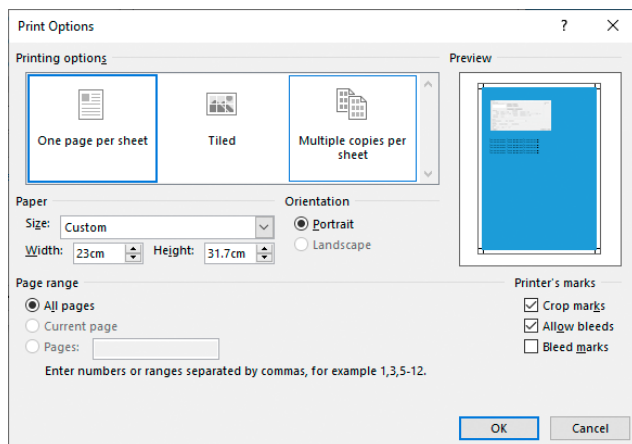 Print Options ?
Printing options
Preview
One page per sheet
Tiled
Multiple copies per
sheet
Paper
Size: Custom
Width: 23cm Height: 31.7cm
Orientation
Portrait
Landscape
Page range
All pages
Current page
Pages:
Enter numbers or ranges separated by commas, for example 1,3,5-12.
Printer's marks
Crop marks
Allow bleeds
Bleed marks
OK
Cancel